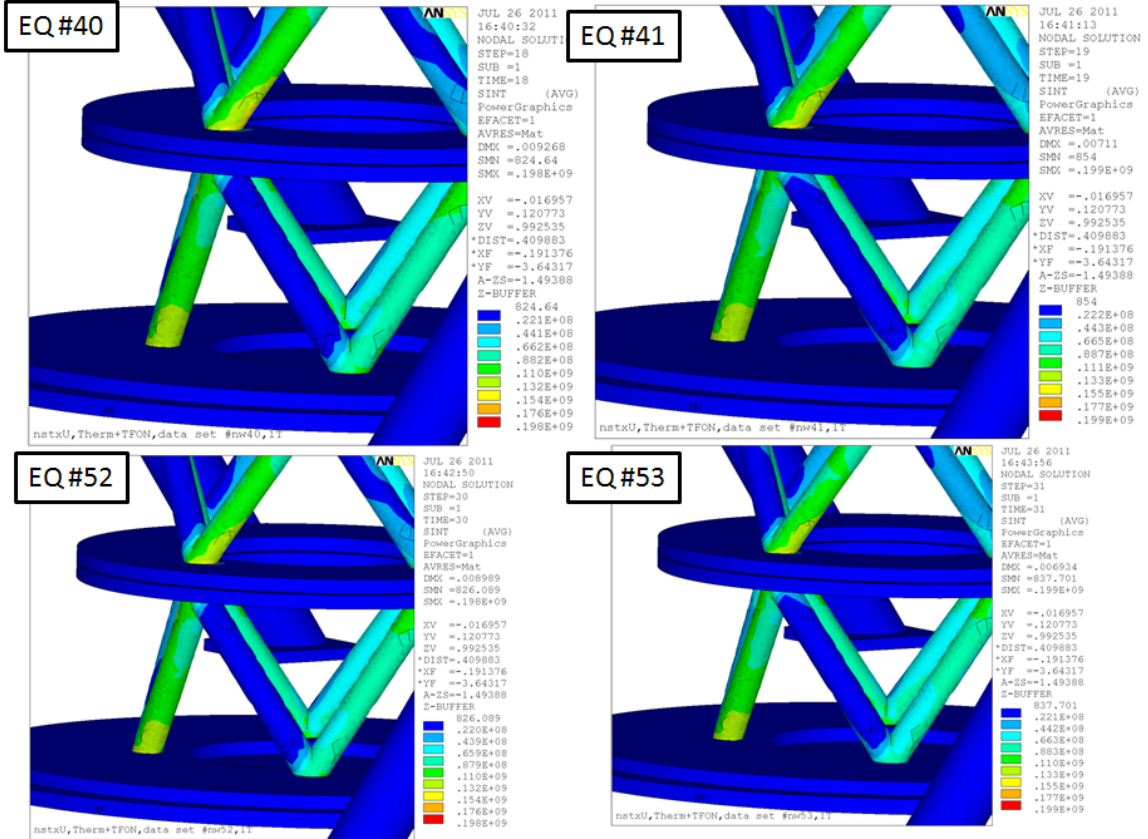 EQ #40
ANSYS
JUL 26 2011
16:40:32
NODAL SOLUTION
STEP=18
SUB =1
TIME=18
SINT (AVG)
PowerGraphics
EFACET=1
AVRES=Mat
DMX =.009268
SMN =824.64
SMX =.198E+09
XV =-.016957
YV =.120773
ZV =.992535
*DIST=.409883
*XF =-.191376
*YF =-3.64317
A-ZS=-1.49388
Z-BUFFER
824.64
.221E+08
.441E+08
.662E+08
.882E+08
.110E+09
.132E+09
.154E+09
.176E+09
.198E+09
nstxU,Therm+TFON,data set #nw40,1T
EQ #41
ANSYS
JUL 26 2011
16:41:13
NODAL SOLUTION
STEP=19
SUB =1
TIME=19
SINT (AVG)
PowerGraphics
EFACET=1
AVRES=Mat
DMX =.00711
SMN =854
SMX =.199E+09
XV =-.016957
YV =.120773
ZV =.992535
*DIST=.409883
*XF =-.191376
*YF =-3.64317
A-ZS=-1.49388
Z-BUFFER
854
.222E+08
.443E+08
.665E+08
.887E+08
.111E+09
.133E+09
.155E+09
.177E+09
.199E+09
nstxU,Therm+TFON,data set #nw41,1T
EQ #52
ANSYS
JUL 26 2011
16:42:50
NODAL SOLUTION
STEP=30
SUB =1
TIME=30
SINT (AVG)
PowerGraphics
EFACET=1
AVRES=Mat
DMX =.008989
SMN =826.089
SMX =.198E+09
XV =-.016957
YV =.120773
ZV =.992535
*DIST=.409883
*XF =-.191376
*YF =-3.64317
A-ZS=-1.49388
Z-BUFFER
826.089
.220E+08
.439E+08
.659E+08
.879E+08
.110E+09
.132E+09
.154E+09
.176E+09
.198E+09
nstxU,Therm+TFON,data set #nw52,1T
EQ #53
ANSYS
JUL 26 2011
16:43:56
NODAL SOLUTION
STEP=31
SUB =1
TIME=31
SINT (AVG)
PowerGraphics
EFACET=1
AVRES=Mat
DMX =.006934
SMN =837.701
SMX =.199E+09
XV =-.016957
YV =.120773
ZV =.992535
*DIST=.409883
*XF =-.191376
*YF =-3.64317
A-ZS=-1.49388
Z-BUFFER
837.701
.221E+08
.442E+08
.663E+08
.883E+08
.110E+09
.133E+09
.155E+09
.177E+09
.199E+09
nstxU,Therm+TFON,data set #nw53,1T